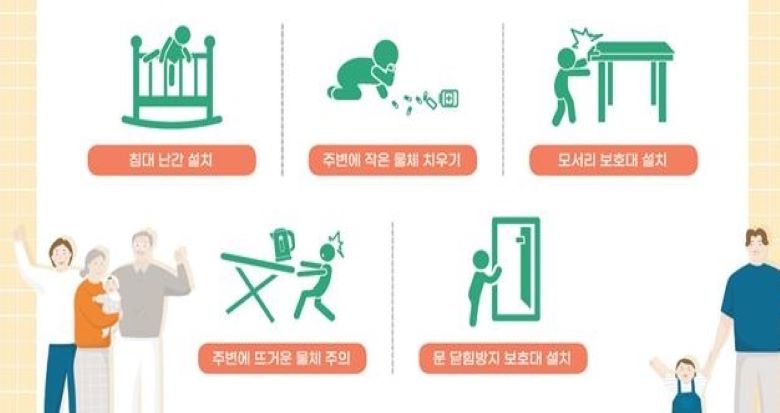 침대 난간 설치
주변에 작은 물체 치우기
모서리 보호대 설치
주변에 뜨거운 물체 주의
문 닫힘방지 보호대 설치